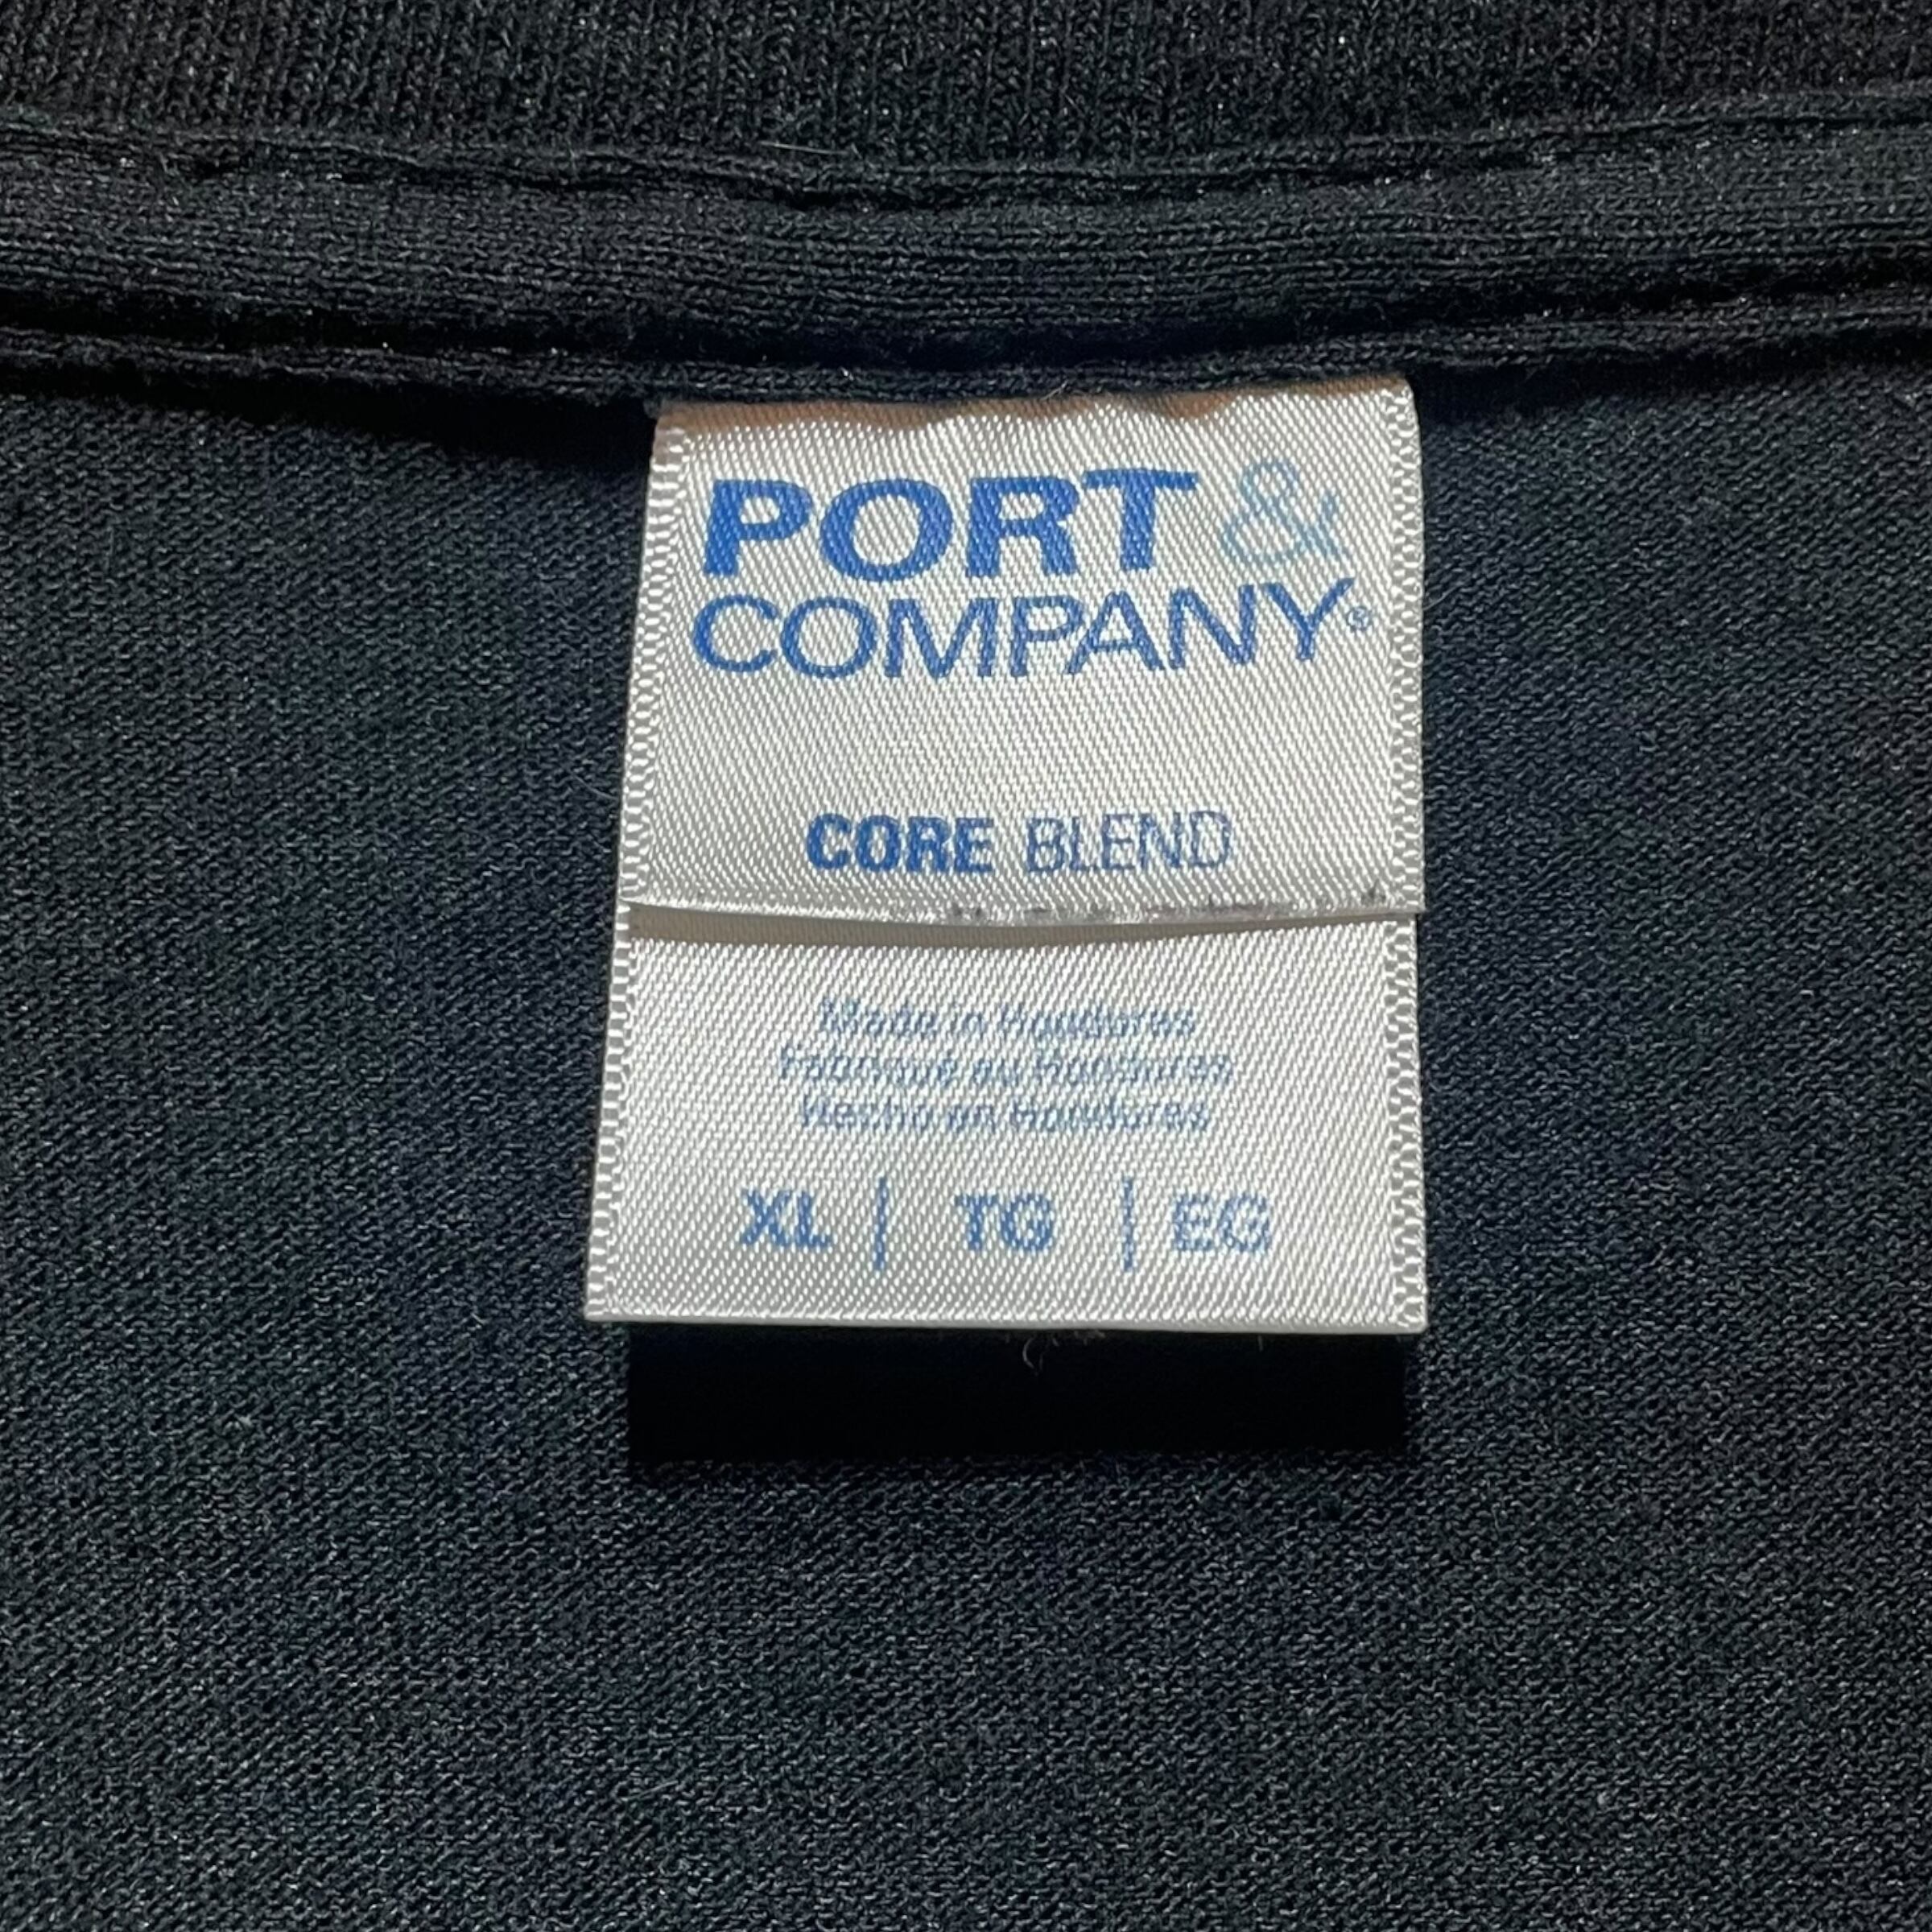 PORT &
COMPANY®
CORE BLEND
Made in Honduras
Fabriqué au Honduras
Hecho en Honduras
XL | TG | EG